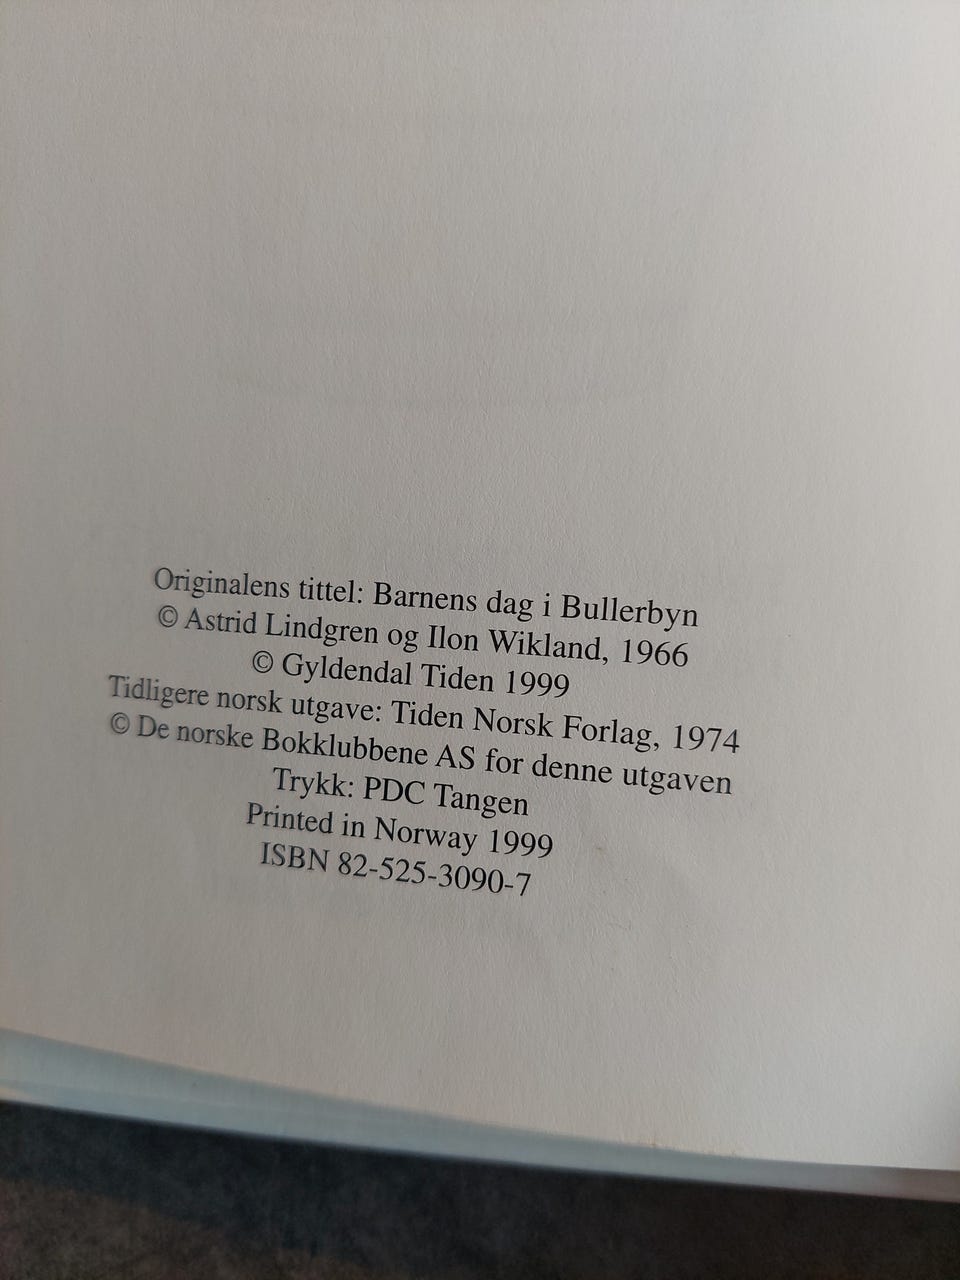 Originalens tittel: Barnens dag i Bullerbyn
© Astrid Lindgren og Ilon Wikland, 1966
© Gyldendal Tiden 1999
Tidligere norsk utgave: Tiden Norsk Forlag, 1974
© De norske Bokklubbene AS for denne utgaven
Trykk: PDC Tangen
Printed in Norway 1999
ISBN 82-525-3090-7